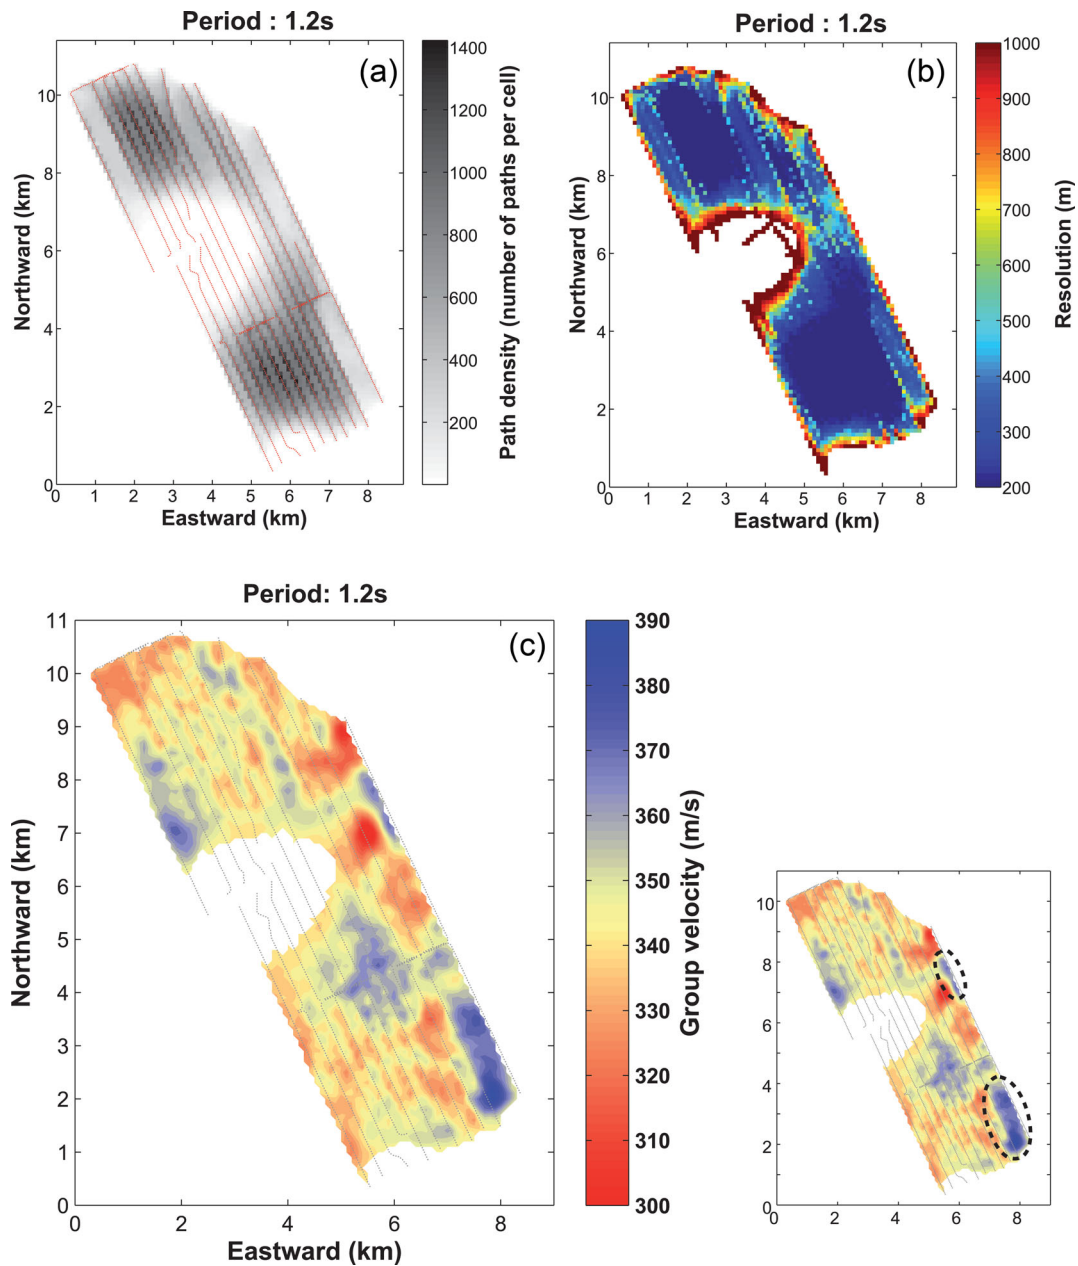 Period : 1.2s
(a)
10
8
6
4
2
0
0 1 2 3 4 5 6 7 8
Eastward (km)
Northward (km)
1400
1200
1000
800
600
400
200
Path density (number of paths per cell)
Period : 1.2s
(b)
10
8
6
4
2
0
0 1 2 3 4 5 6 7 8
Eastward (km)
Northward (km)
1000
900
800
700
600
500
400
300
200
Resolution (m)
Period: 1.2s
(c)
11
10
9
8
7
6
5
4
3
2
1
0
0 2 4 6 8
Eastward (km)
Northward (km)
390
380
370
360
350
340
330
320
310
300
Group velocity (m/s)
10
8
6
4
2
0
0 2 4 6 8